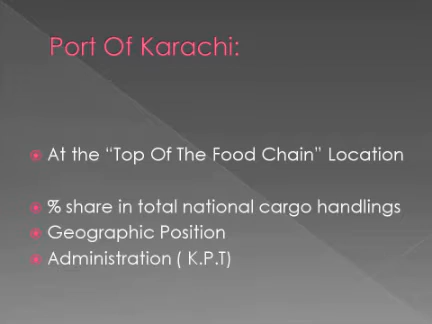 Port Of Karachi:
At the “Top Of The Food Chain” Location
% share in total national cargo handlings
Geographic Position
Administration ( K.P.T)